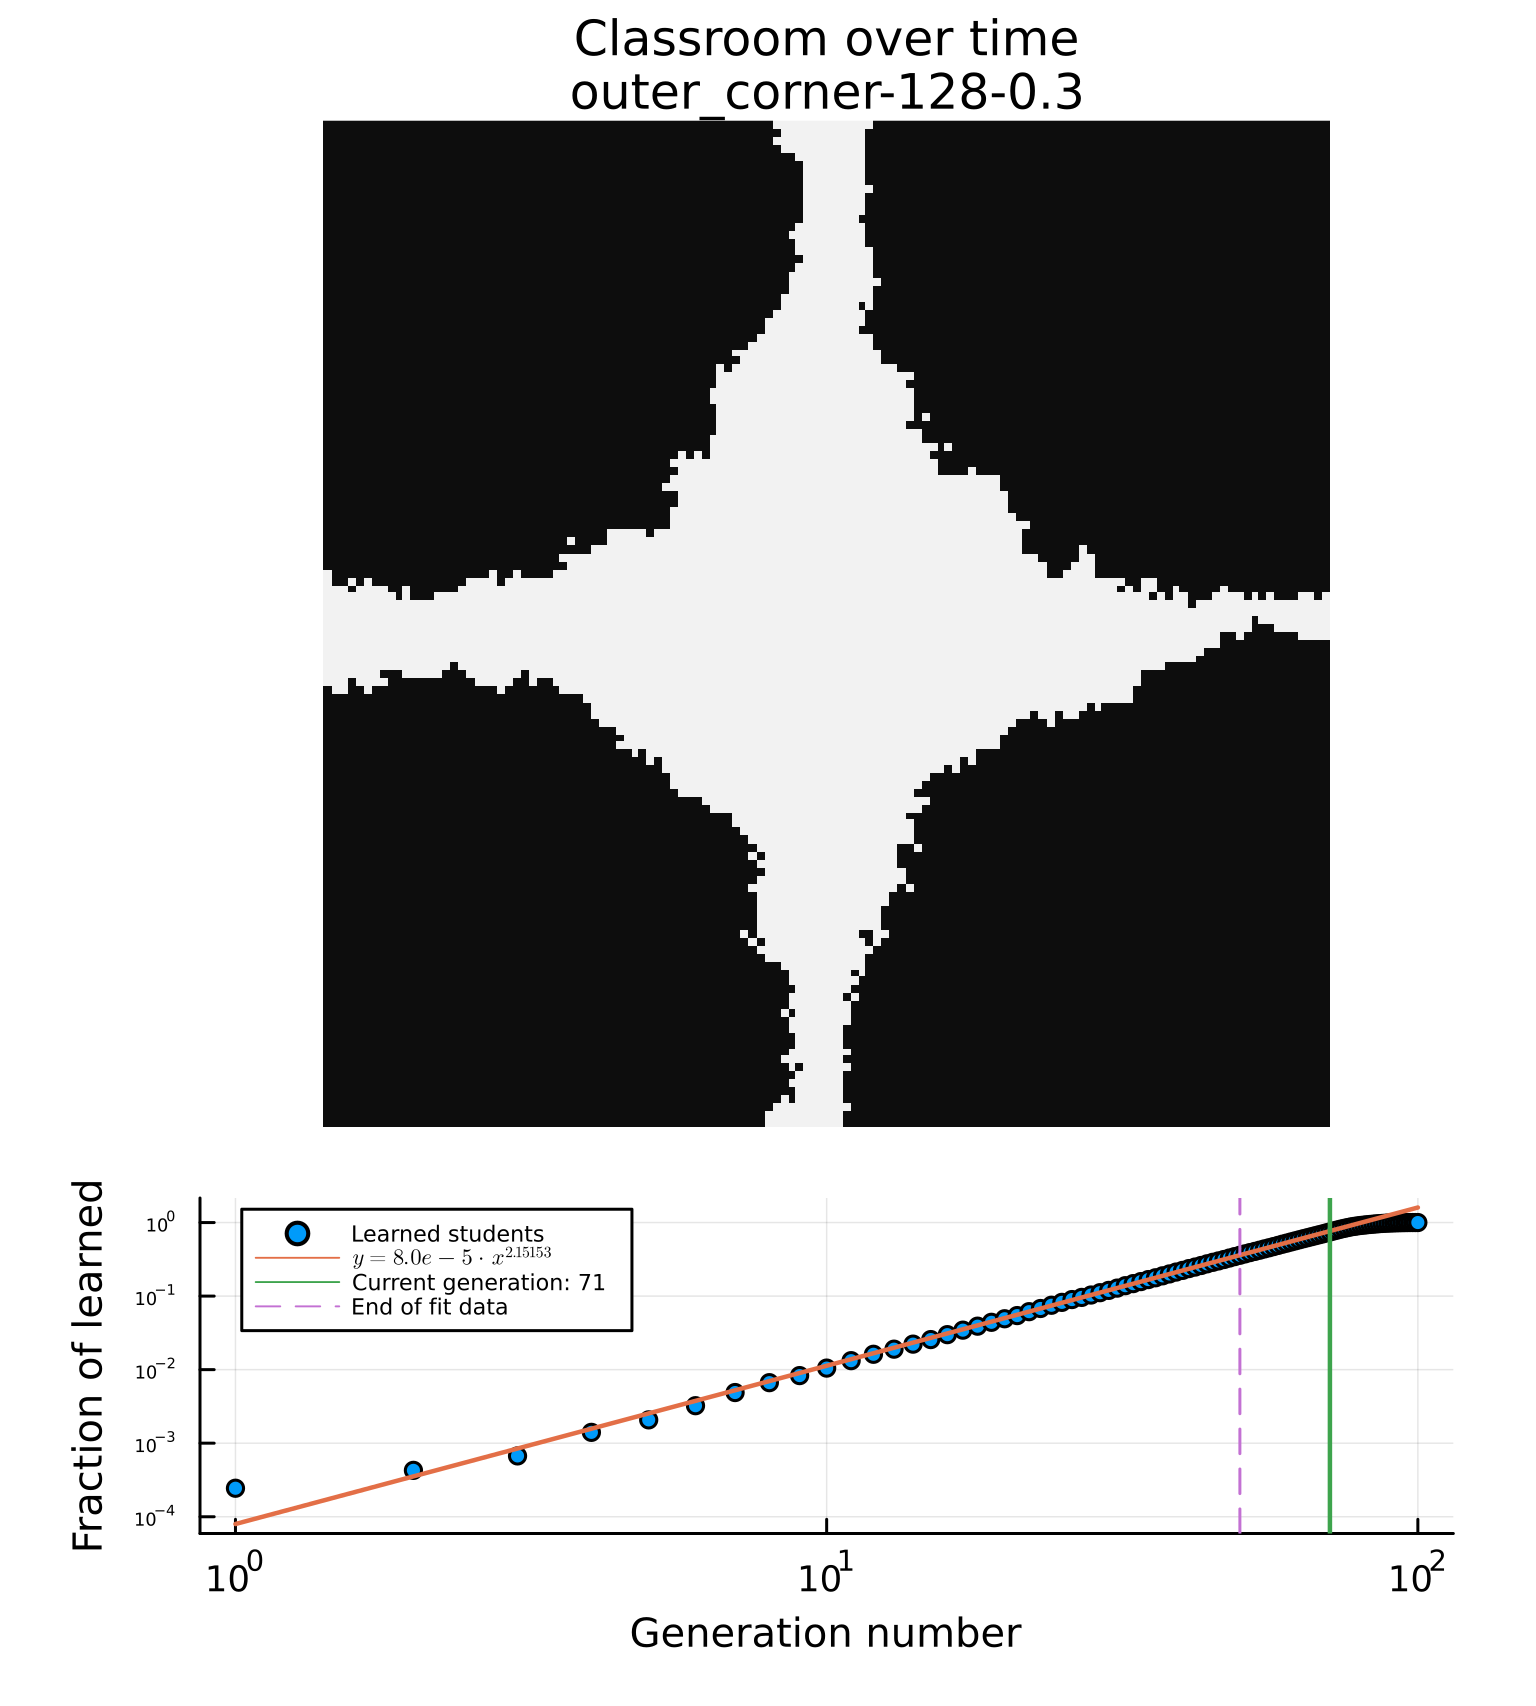 Classroom over time
outer_corner-128-0.3
Fraction of learned
10⁰
10⁻¹
10⁻²
10⁻³
10⁻⁴
Learned students
y = 8.0e − 5 · x^2.15153
Current generation: 71
End of fit data
10⁰ 10¹ 10²
Generation number